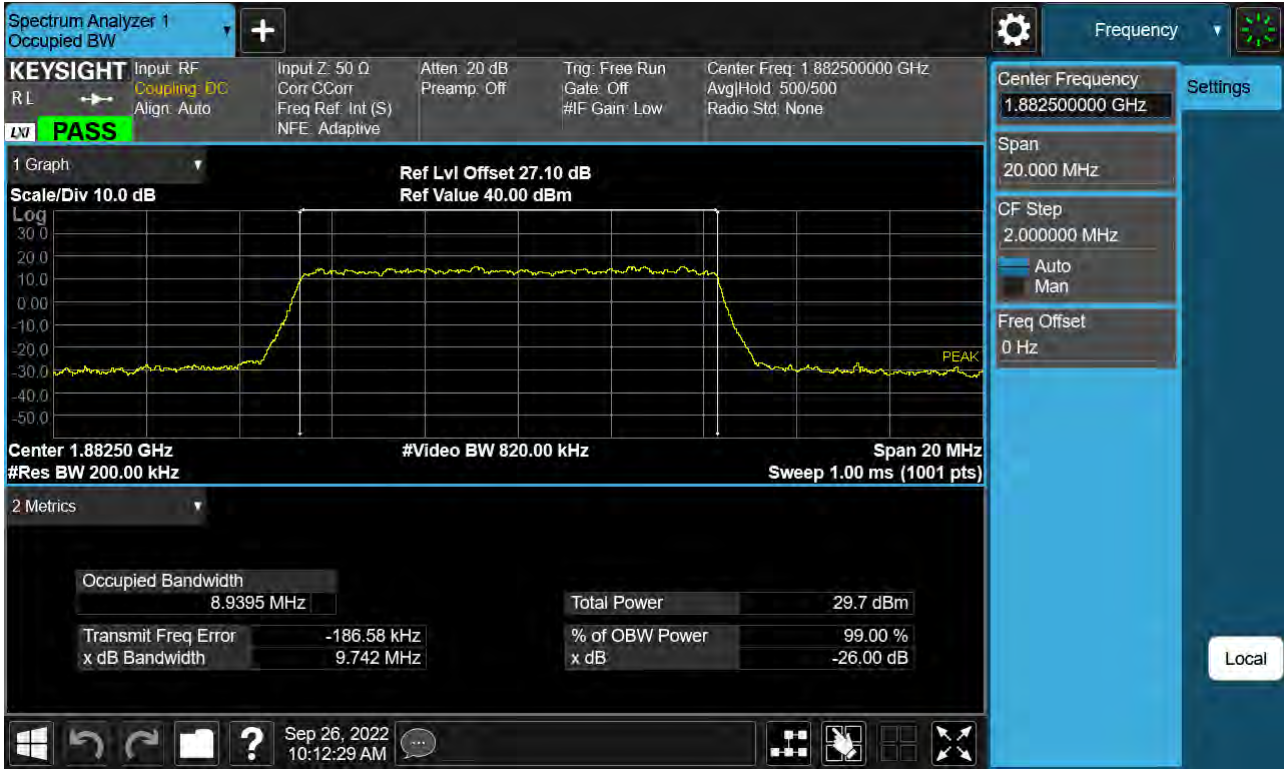 Spectrum Analyzer 1
Occupied BW
Frequency
KEYSIGHT
R L
LXI
PASS
Input: RF
Coupling: DC
Align: Auto
Input Z: 50 Ω
Corr CCorr
Freq Ref: Int (S)
NFE: Adaptive
Atten: 20 dB
Preamp: Off
Trig: Free Run
Gate: Off
#IF Gain: Low
Center Freq: 1.882500000 GHz
Avg|Hold: 500/500
Radio Std: None
Center Frequency
1.882500000 GHz
Settings
Span
20.000 MHz
CF Step
2.000000 MHz
Auto
Man
Freq Offset
0 Hz
Local
1 Graph
Scale/Div 10.0 dB
Ref Lvl Offset 27.10 dB
Ref Value 40.00 dBm
Log
30.0
20.0
10.0
0.00
-10.0
-20.0
-30.0
-40.0
-50.0
PEAK
Center 1.88250 GHz
#Video BW 820.00 kHz
Span 20 MHz
#Res BW 200.00 kHz
Sweep 1.00 ms (1001 pts)
2 Metrics
Occupied Bandwidth
8.9395 MHz
Total Power 29.7 dBm
Transmit Freq Error -186.58 kHz
% of OBW Power 99.00 %
x dB Bandwidth 9.742 MHz
x dB -26.00 dB
?
Sep 26, 2022
10:12:29 AM